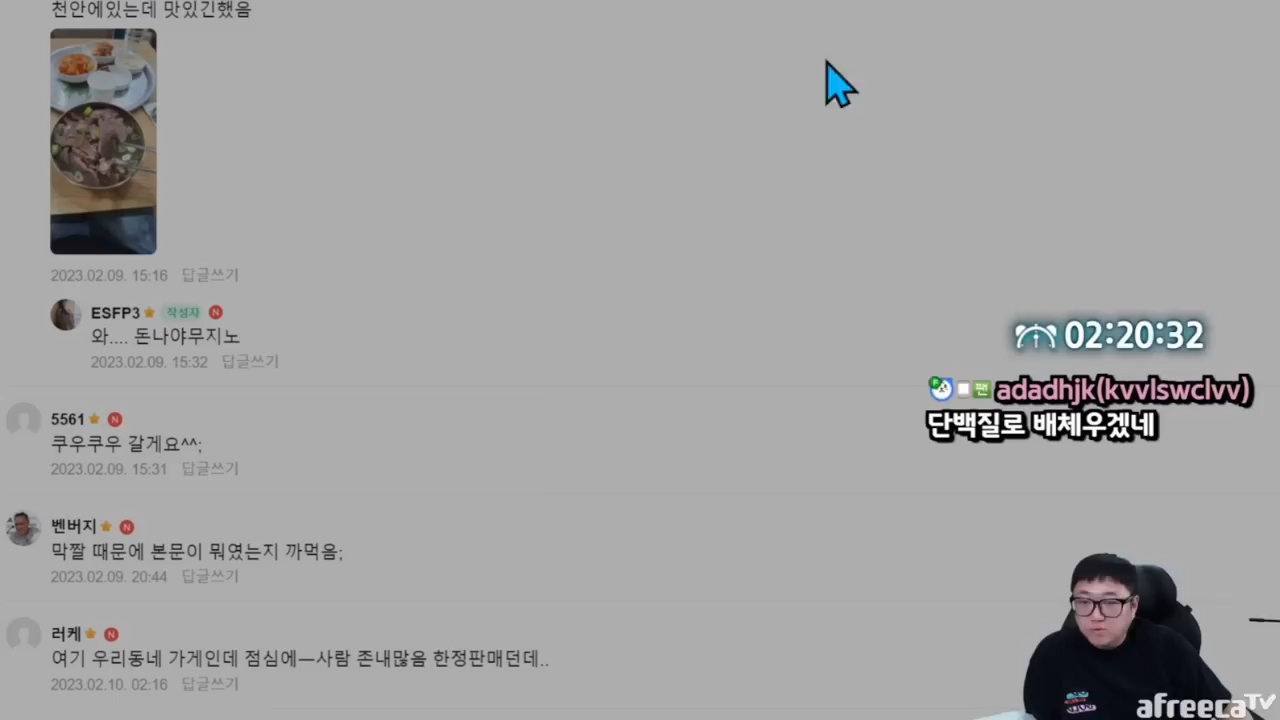 천안에있는데 맛있긴했음
2023.02.09. 15:16 답글쓰기
ESFP3 작성자 N
와.... 돈나야무지노
2023.02.09. 15:32 답글쓰기
5561 N
쿠우쿠우 갈게요^^;
2023.02.09. 15:31 답글쓰기
벤버지 N
막짤 때문에 본문이 뭐였는지 까먹음;
2023.02.09. 20:44 답글쓰기
러케 N
여기 우리동네 가게인데 점심에ㅡ사람 존내많음 한정판매던데..
2023.02.10. 02:16 답글쓰기
02:20:32
팬 adadhjk(kvvlswclvv)
단백질로 배체우겠네
afreecaTV